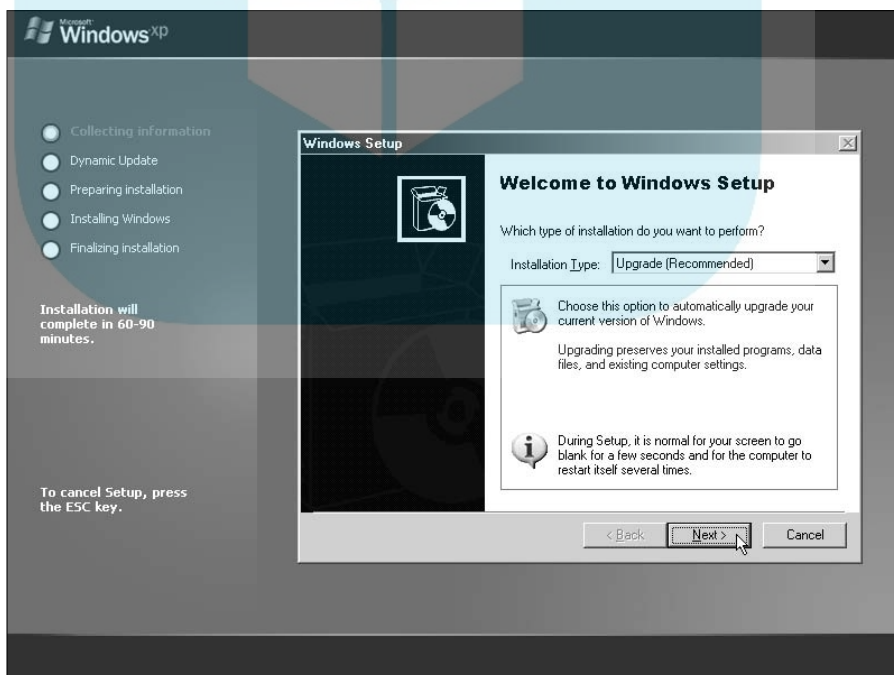 Microsoft
Windows xp
Collecting information
Dynamic Update
Preparing installation
Installing Windows
Finalizing installation
Installation will
complete in 60-90
minutes.
To cancel Setup, press
the ESC key.
Windows Setup
Welcome to Windows Setup
Which type of installation do you want to perform?
Installation Type: Upgrade (Recommended)
Choose this option to automatically upgrade your
current version of Windows.
Upgrading preserves your installed programs, data
files, and existing computer settings.
During Setup, it is normal for your screen to go
blank for a few seconds and for the computer to
restart itself several times.
< Back Next > Cancel